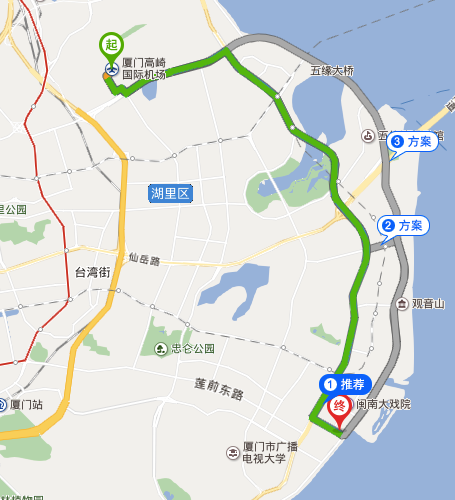 起
厦门高崎
国际机场
五缘大桥
3 方案
湖里区
2 方案
仙岳路
台湾街
观音山
忠仑公园
1 推荐
莲前东路
终
闽南大戏院
厦门站
厦门市广播
电视大学